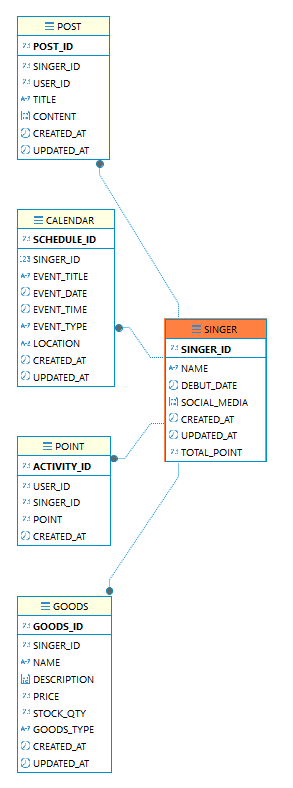 POST
POST_ID
SINGER_ID
USER_ID
TITLE
CONTENT
CREATED_AT
UPDATED_AT
CALENDAR
SCHEDULE_ID
123 SINGER_ID
EVENT_TITLE
EVENT_DATE
EVENT_TIME
EVENT_TYPE
LOCATION
CREATED_AT
UPDATED_AT
SINGER
SINGER_ID
NAME
DEBUT_DATE
SOCIAL_MEDIA
CREATED_AT
UPDATED_AT
TOTAL_POINT
POINT
ACTIVITY_ID
USER_ID
SINGER_ID
POINT
CREATED_AT
GOODS
GOODS_ID
SINGER_ID
NAME
DESCRIPTION
PRICE
STOCK_QTY
GOODS_TYPE
CREATED_AT
UPDATED_AT